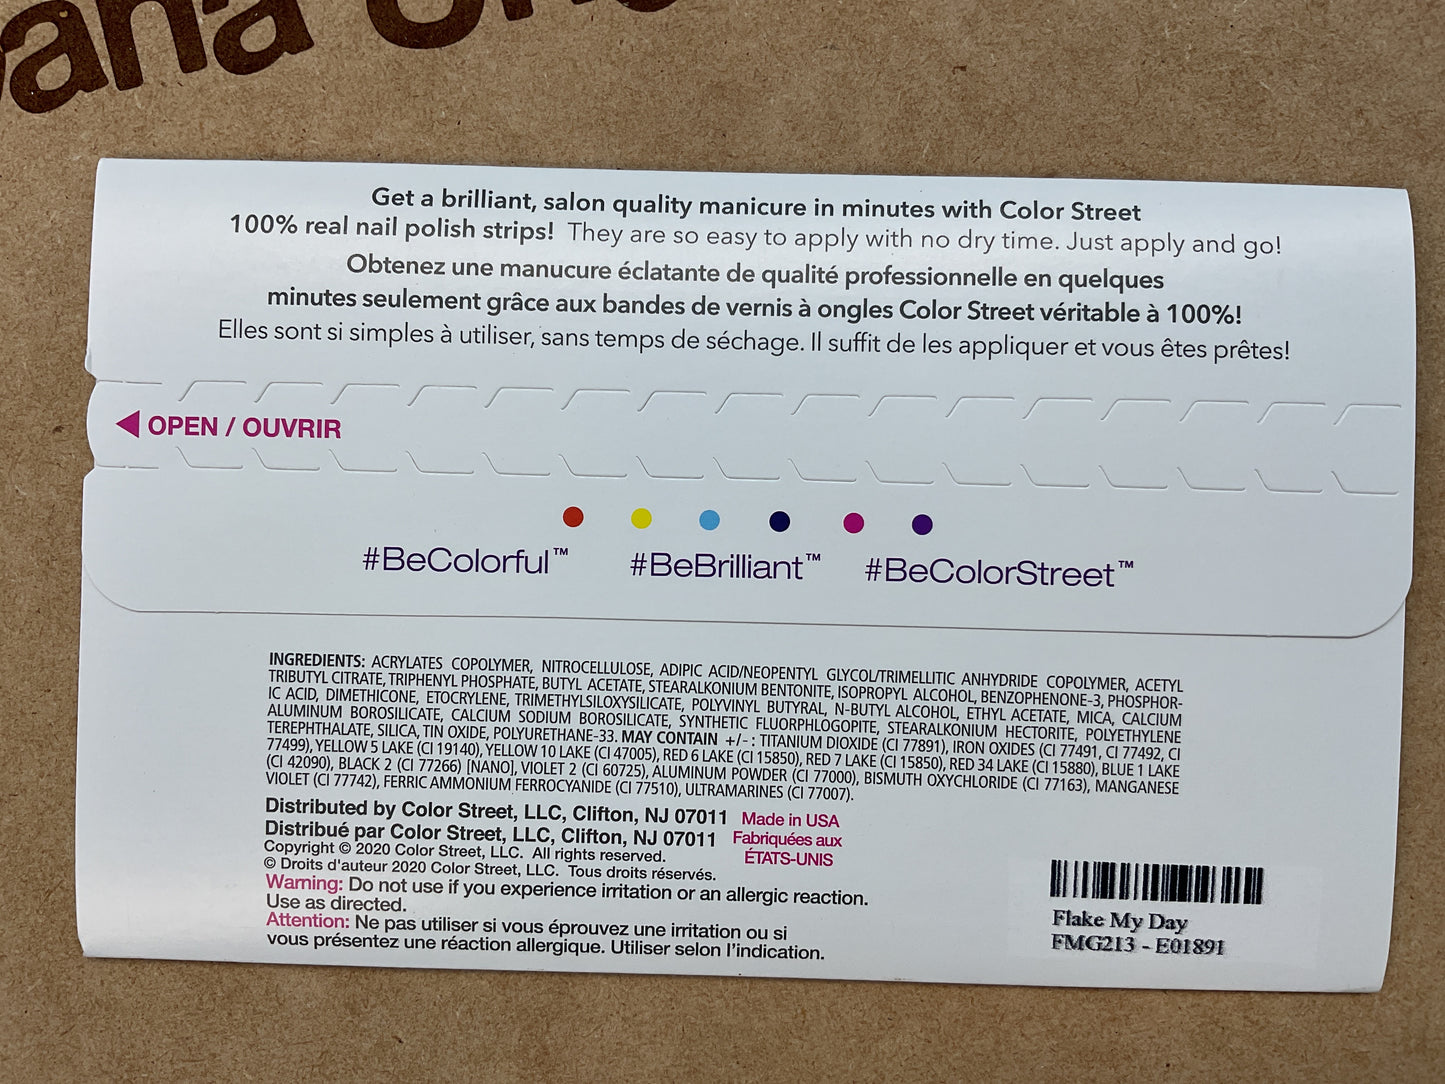 Get a brilliant, salon quality manicure in minutes with Color Street
100% real nail polish strips! They are so easy to apply with no dry time. Just apply and go!
Obtenez une manucure éclatante de qualité professionnelle en quelques
minutes seulement grâce aux bandes de vernis à ongles Color Street véritable à 100%!
Elles sont si simples à utiliser, sans temps de séchage. Il suffit de les appliquer et vous êtes prêtes!
OPEN / OUVRIR
#BeColorful™ #BeBrilliant™ #BeColorStreet™
INGREDIENTS: ACRYLATES COPOLYMER, NITROCELLULOSE, ADIPIC ACID/NEOPENTYL GLYCOL/TRIMELLITIC ANHYDRIDE COPOLYMER, ACETYL
TRIBUTYL CITRATE, TRIPHENYL PHOSPHATE, BUTYL ACETATE, STEARALKONIUM BENTONITE, ISOPROPYL ALCOHOL, BENZOPHENONE-3, PHOSPHOR-
IC ACID, DIMETHICONE, ETOCRYLENE, TRIMETHYLSILOXYSILICATE, POLYVINYL BUTYRAL, N-BUTYL ALCOHOL, ETHYL ACETATE, MICA, CALCIUM
ALUMINUM BOROSILICATE, CALCIUM SODIUM BOROSILICATE, SYNTHETIC FLUORPHLOGOPITE, STEARALKONIUM HECTORITE, POLYETHYLENE
TEREPHTHALATE, SILICA, TIN OXIDE, POLYURETHANE-33. MAY CONTAIN +/- : TITANIUM DIOXIDE (CI 77891), IRON OXIDES (CI 77491, CI 77492, CI
77499), YELLOW 5 LAKE (CI 19140), YELLOW 10 LAKE (CI 47005), RED 6 LAKE (CI 15850), RED 7 LAKE (CI 15850), RED 34 LAKE (CI 15880), BLUE 1 LAKE
(CI 42090), BLACK 2 (CI 77266) [NANO], VIOLET 2 (CI 60725), ALUMINUM POWDER (CI 77000), BISMUTH OXYCHLORIDE (CI 77163), MANGANESE
VIOLET (CI 77742), FERRIC AMMONIUM FERROCYANIDE (CI 77510), ULTRAMARINES (CI 77007).
Distributed by Color Street, LLC, Clifton, NJ 07011 Made in USA
Distribué par Color Street, LLC, Clifton, NJ 07011 Fabriquées aux
ÉTATS-UNIS
Copyright © 2020 Color Street, LLC. All rights reserved.
© Droits d'auteur 2020 Color Street, LLC. Tous droits réservés.
Warning: Do not use if you experience irritation or an allergic reaction.
Use as directed.
Attention: Ne pas utiliser si vous éprouvez une irritation ou si
vous présentez une réaction allergique. Utiliser selon l'indication.
Flake My Day
FMG213 - E01891